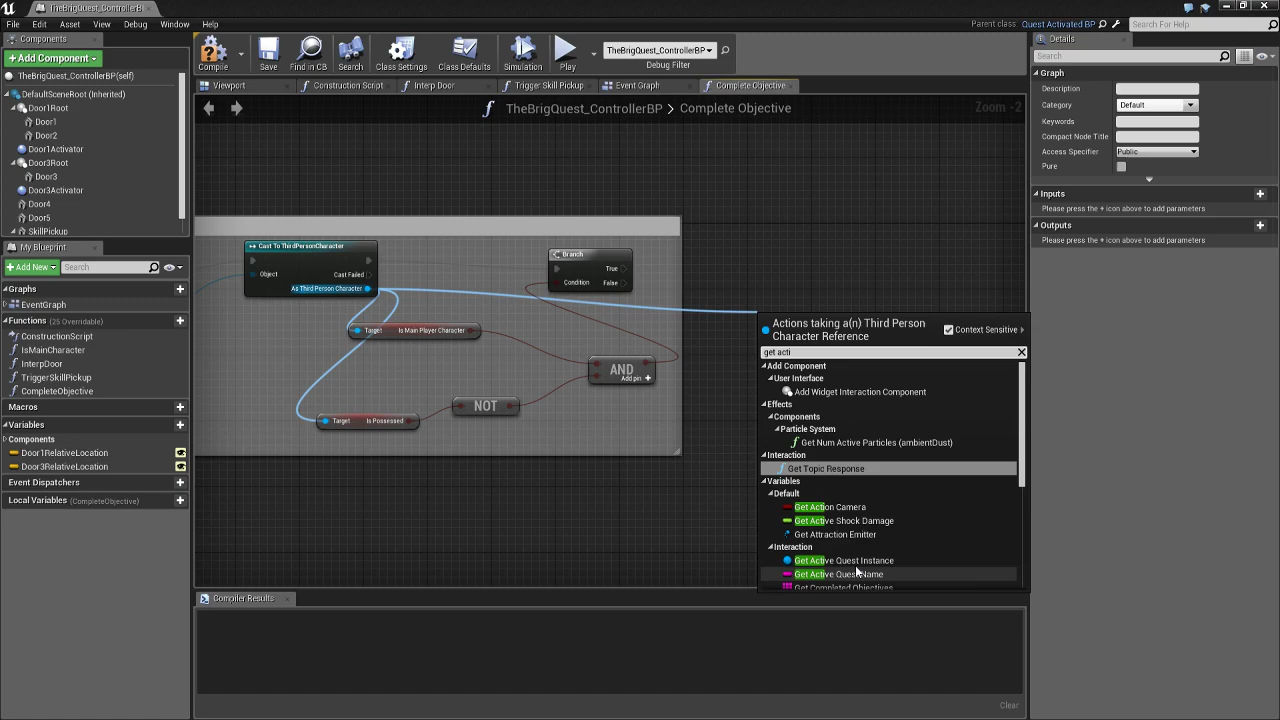 TheBrigQuest_ControllerBI
File Edit Asset View Debug Window Help
Parent class: Quest Activated BP
Search For Help
Components
+ Add Component
TheBrigQuest_ControllerBP(self)
DefaultSceneRoot (Inherited)
Door1Root
Door1
Door2
Door1Activator
Door3Root
Door3
Door3Activator
Door4
Door5
SkillPickup
My Blueprint
+ Add New Search
Graphs
EventGraph
Functions (25 Overridable)
ConstructionScript
IsMainCharacter
InterpDoor
TriggerSkillPickup
CompleteObjective
Macros
Variables
Components
Door1RelativeLocation
Door3RelativeLocation
Event Dispatchers
Local Variables (CompleteObjective)
Compile Save Find in CB Search Class Settings Class Defaults Simulation Play
TheBrigQuest_ControllerBP
Debug Filter
Viewport Construction Script Interp Door Trigger Skill Pickup Event Graph Complete Objective
f TheBrigQuest_ControllerBP > Complete Objective
Zoom -2
Cast To ThirdPersonCharacter
Object Cast Failed
As Third Person Character
Branch
True
Condition False
Target Is Main Player Character
AND
Add pin +
NOT
Target Is Possessed
Actions taking a(n) Third Person
Character Reference
Context Sensitive
get acti
Add Component
User Interface
Add Widget Interaction Component
Effects
Components
Particle System
Get Num Active Particles (ambientDust)
Interaction
Get Topic Response
Variables
Default
Get Action Camera
Get Active Shock Damage
Get Attraction Emitter
Interaction
Get Active Quest Instance
Get Active Quest Name
Get Completed Objectives
Compiler Results
Clear
Details
Search
Graph
Description
Category Default
Keywords
Compact Node Title
Access Specifier Public
Pure
Inputs
Please press the + icon above to add parameters
Outputs
Please press the + icon above to add parameters